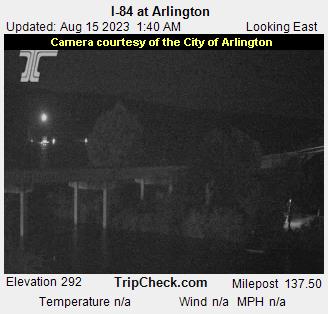 I-84 at Arlington
Updated: Aug 15 2023 1:40 AM Looking East
Camera courtesy of the City of Arlington
Elevation 292 TripCheck.com Milepost 137.50
Temperature n/a Wind n/a MPH n/a